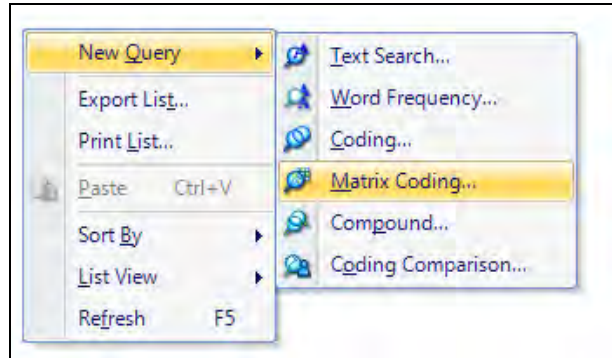 New Query
Export List...
Print List...
Paste Ctrl+V
Sort By
List View
Refresh F5
Text Search...
Word Frequency...
Coding...
Matrix Coding...
Compound...
Coding Comparison...